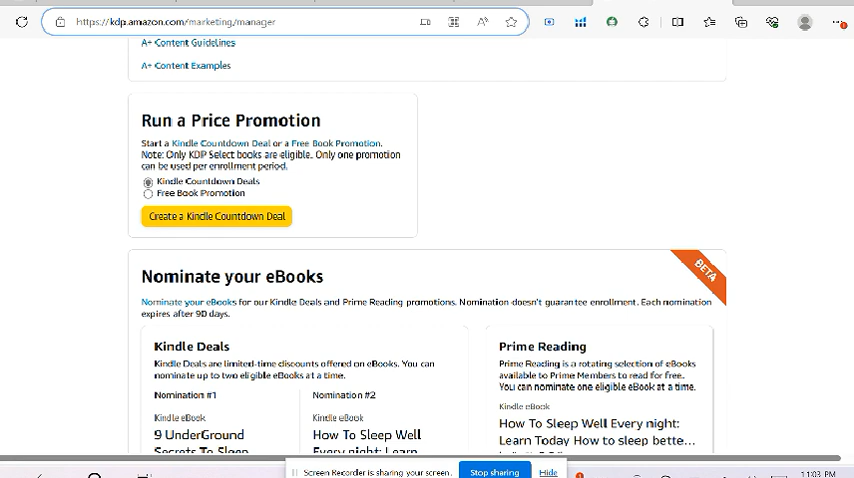 https://kdp.amazon.com/marketing/manager
A+ Content Guidelines
A+ Content Examples
Run a Price Promotion
Start a Kindle Countdown Deal or a Free Book Promotion.
Note: Only KDP Select books are eligible. Only one promotion
can be used per enrollment period.
Kindle Countdown Deals
Free Book Promotion
Create a Kindle Countdown Deal
BETA
Nominate your eBooks
Nominate your eBooks for our Kindle Deals and Prime Reading promotions. Nomination doesn't guarantee enrollment. Each nomination
expires after 90 days.
Kindle Deals
Kindle Deals are limited-time discounts offered on eBooks. You can
nominate up to two eligible eBooks at a time.
Nomination #1
Kindle eBook
9 UnderGround
Secrets To Sleep
Nomination #2
Kindle eBook
How To Sleep Well
Every night: Learn
Prime Reading
Prime Reading is a rotating selection of eBooks
available to Prime Members to read for free.
You can nominate one eligible eBook at a time.
Kindle eBook
How To Sleep Well Every night:
Learn Today How to sleep bette...
Screen Recorder is sharing your screen.
Stop sharing
Hide
11:03 PM